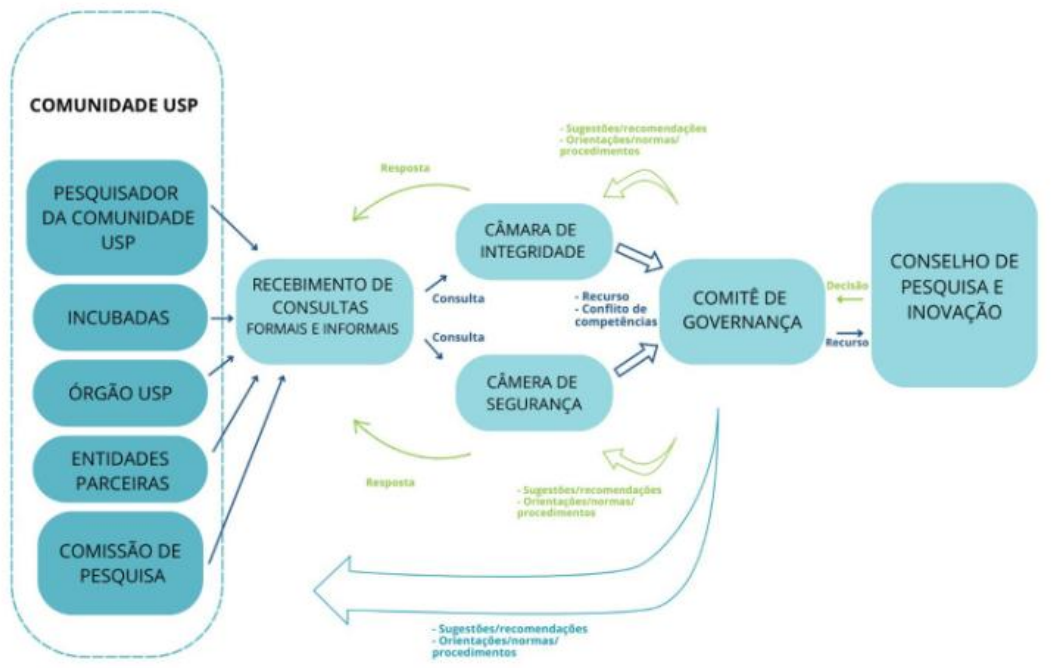 COMUNIDADE USP
PESQUISADOR
DA COMUNIDADE
USP
INCUBADAS
ÓRGÃO USP
ENTIDADES
PARCEIRAS
COMISSÃO DE
PESQUISA
RECEBIMENTO DE
CONSULTAS
FORMAIS E INFORMAIS
Resposta
Consulta
Consulta
Resposta
CÂMARA DE
INTEGRIDADE
CÂMERA DE
SEGURANÇA
- Sugestões/recomendações
- Orientações/normas/
procedimentos
- Recurso
- Conflito de
competências
- Sugestões/recomendações
- Orientações/normas/
procedimentos
COMITÊ DE
GOVERNANÇA
Decisão
Recurso
CONSELHO DE
PESQUISA E
INOVAÇÃO
- Sugestões/recomendações
- Orientações/normas/
procedimentos